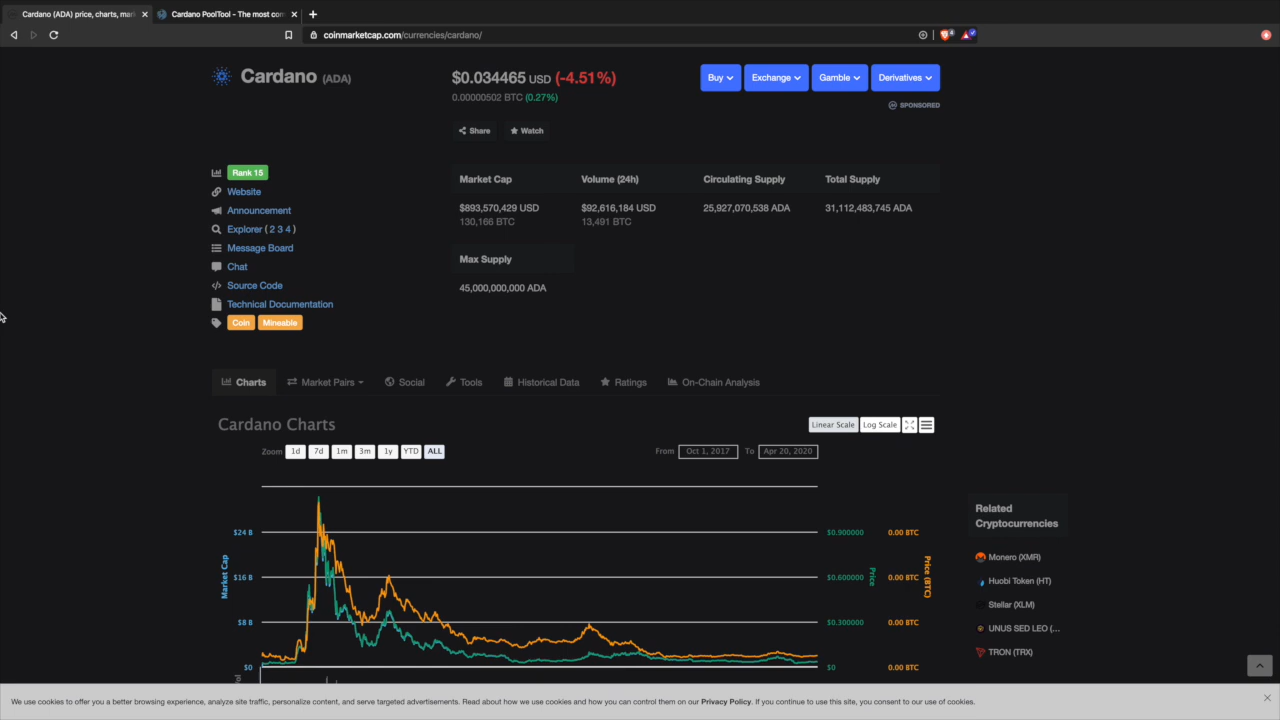 Cardano (ADA) price, charts, mar
Cardano PoolTool - The most con
coinmarketcap.com/currencies/cardano/
Cardano (ADA)
$0.034465 USD (-4.51%)
0.00000502 BTC (0.27%)
Buy
Exchange
Gamble
Derivatives
SPONSORED
Share
Watch
Rank 15
Website
Announcement
Explorer ( 2 3 4 )
Message Board
Chat
Source Code
Technical Documentation
Coin
Mineable
Market Cap
Volume (24h)
Circulating Supply
Total Supply
$893,570,429 USD
$92,616,184 USD
25,927,070,538 ADA
31,112,483,745 ADA
130,166 BTC
13,491 BTC
Max Supply
45,000,000,000 ADA
Charts
Market Pairs
Social
Tools
Historical Data
Ratings
On-Chain Analysis
Cardano Charts
Linear Scale
Log Scale
Zoom
1d
7d
1m
3m
1y
YTD
ALL
From
Oct 1, 2017
To
Apr 20, 2020
$24 B
$0.900000
0.00 BTC
$16 B
$0.600000
0.00 BTC
$8 B
$0.300000
0.00 BTC
$0
$0
0.00 BTC
Market Cap
Price
Price (BTC)
Related
Cryptocurrencies
Monero (XMR)
Huobi Token (HT)
Stellar (XLM)
UNUS SED LEO (...
TRON (TRX)
We use cookies to offer you a better browsing experience, analyze site traffic, personalize content, and serve targeted advertisements. Read about how we use cookies and how you can control them on our Privacy Policy. If you continue to use this site, you consent to our use of cookies.